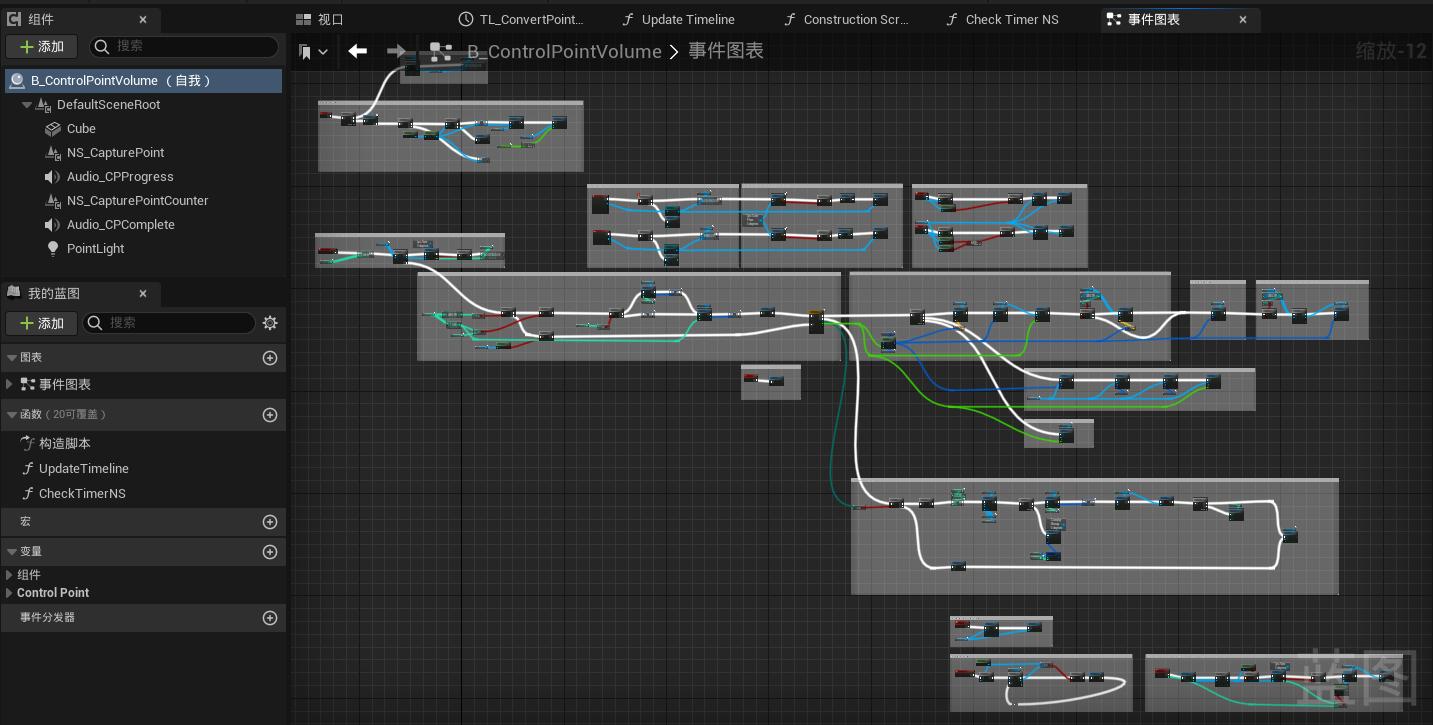 组件
添加
搜索
B_ControlPointVolume （自我）
DefaultSceneRoot
Cube
NS_CapturePoint
Audio_CPProgress
NS_CapturePointCounter
Audio_CPComplete
PointLight
我的蓝图
添加
搜索
图表
事件图表
函数（20可覆盖）
构造脚本
UpdateTimeline
CheckTimerNS
宏
变量
组件
Control Point
事件分发器
视口
TL_ConvertPoint...
Update Timeline
Construction Scr...
Check Timer NS
事件图表
B_ControlPointVolume > 事件图表
缩放-12
蓝图